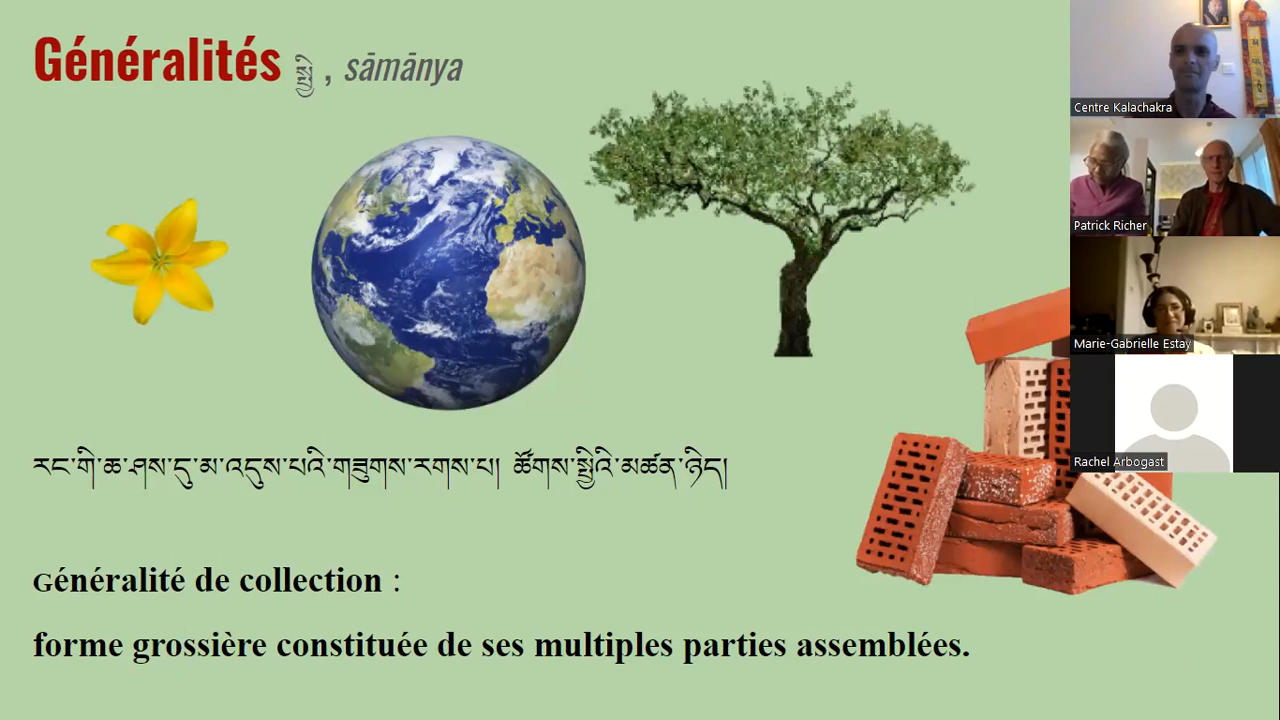 Généralités སྤྱི , sāmānya
རང་གི་ཆ་ཤས་དུ་མ་འདུས་པའི་གཟུགས་རགས་པ། ཚོགས་སྤྱིའི་མཚན་ཉིད།
Généralité de collection :
forme grossière constituée de ses multiples parties assemblées.
Centre Kalachakra
Patrick Richer
Marie-Gabrielle Estay
Rachel Arbogast